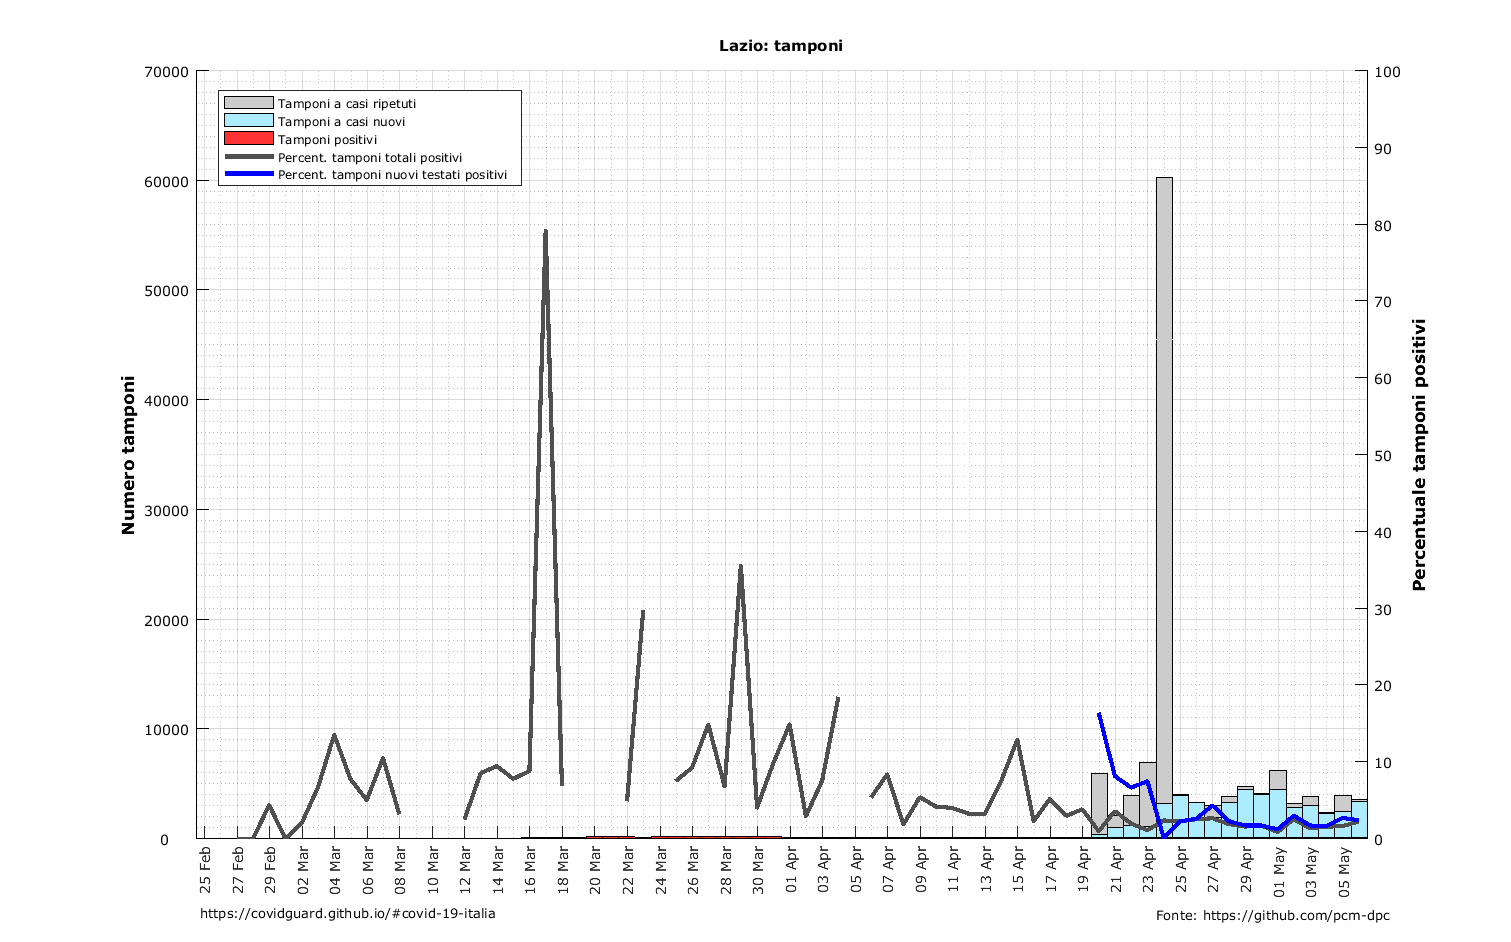 Lazio: tamponi
Tamponi a casi ripetuti
Tamponi a casi nuovi
Tamponi positivi
Percent. tamponi totali positivi
Percent. tamponi nuovi testati positivi
Numero tamponi
70000
60000
50000
40000
30000
20000
10000
0
Percentuale tamponi positivi
100
90
80
70
60
50
40
30
20
10
0
25 Feb
27 Feb
29 Feb
02 Mar
04 Mar
06 Mar
08 Mar
10 Mar
12 Mar
14 Mar
16 Mar
18 Mar
20 Mar
22 Mar
24 Mar
26 Mar
28 Mar
30 Mar
01 Apr
03 Apr
05 Apr
07 Apr
09 Apr
11 Apr
13 Apr
15 Apr
17 Apr
19 Apr
21 Apr
23 Apr
25 Apr
27 Apr
29 Apr
01 May
03 May
05 May
https://covidguard.github.io/#covid-19-italia
Fonte: https://github.com/pcm-dpc